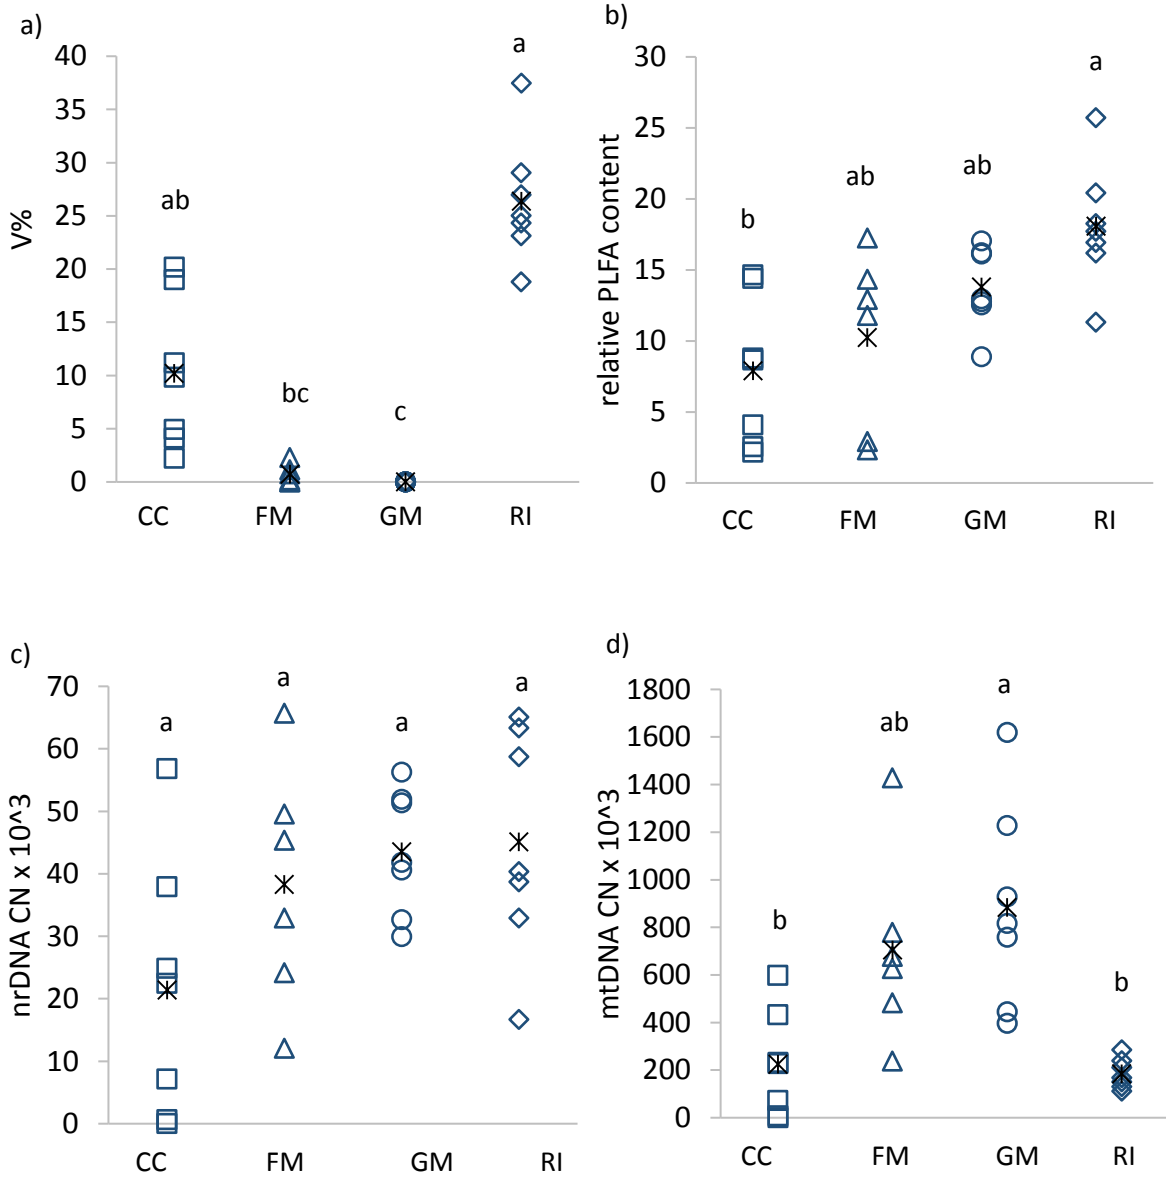 a)
V%
40
35
30
25
20
15
10
5
0
ab
bc
c
a
CC FM GM RI
b)
relative PLFA content
30
25
20
15
10
5
0
b
ab
ab
a
CC FM GM RI
c)
nrDNA CN x 10^3
70
60
50
40
30
20
10
0
a
a
a
a
CC FM GM RI
d)
mtDNA CN x 10^3
1800
1600
1400
1200
1000
800
600
400
200
0
b
ab
a
b
CC FM GM RI